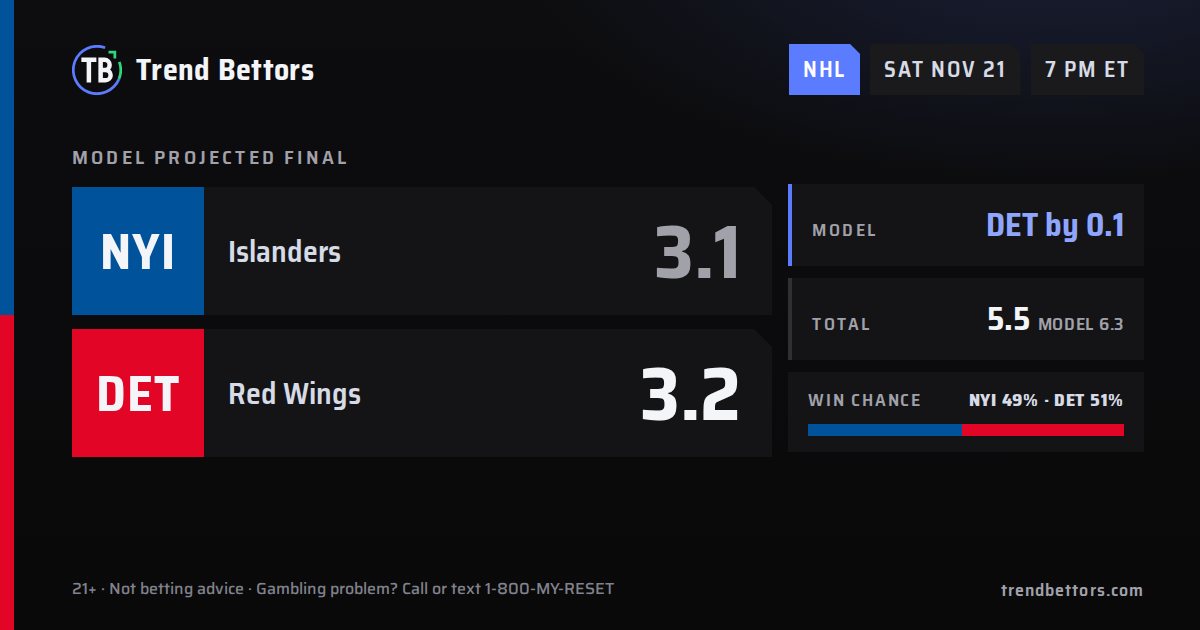 TB Trend Bettors
NHL SAT NOV 21 7 PM ET
MODEL PROJECTED FINAL
NYI Islanders 3.1
DET Red Wings 3.2
MODEL DET by 0.1
TOTAL 5.5 MODEL 6.3
WIN CHANCE NYI 49% · DET 51%
21+ · Not betting advice · Gambling problem? Call or text 1-800-MY-RESET
trendbettors.com